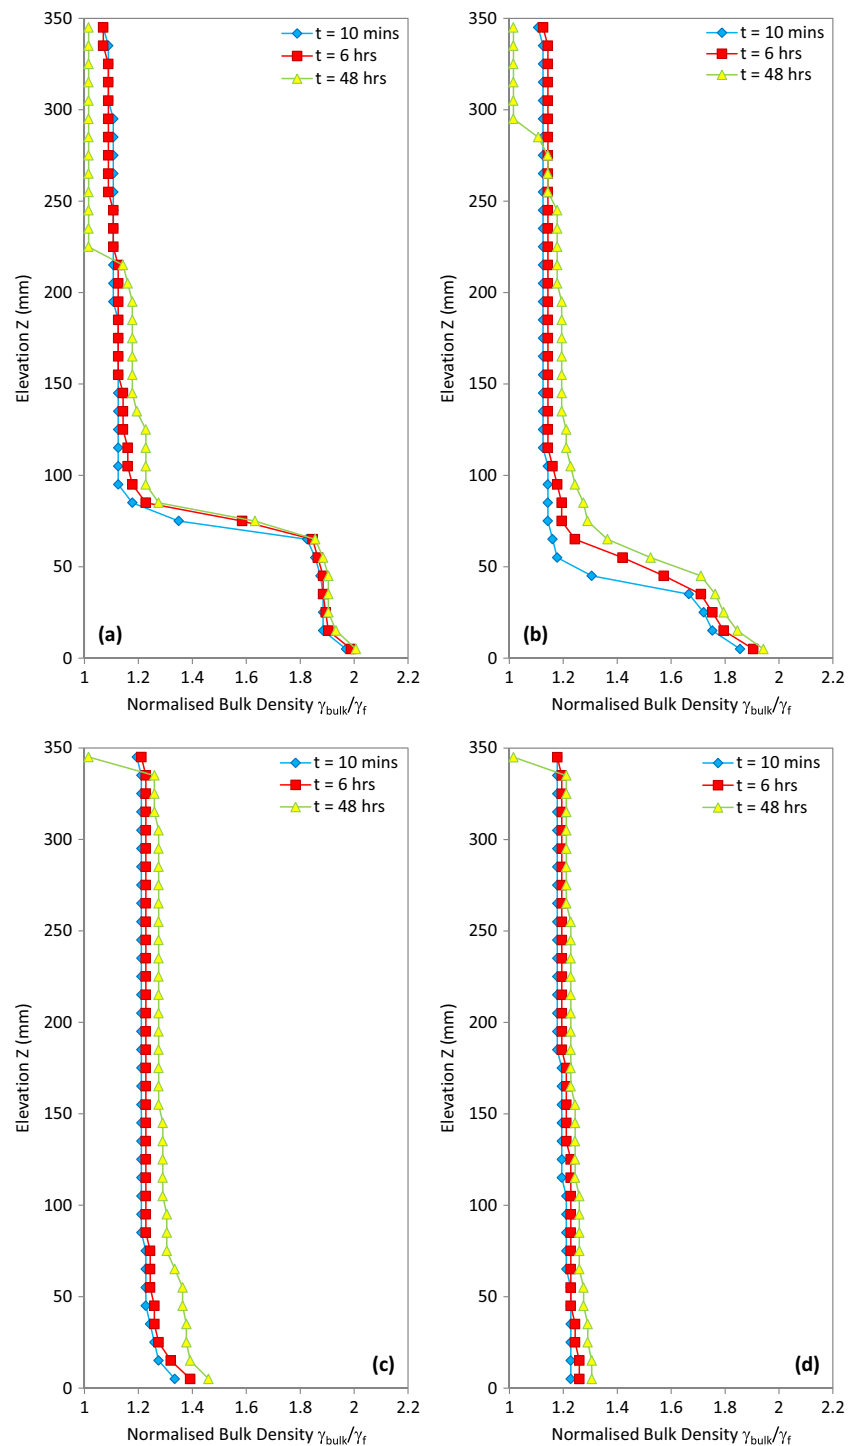 350
300
250
200
150
100
50
0
Elevation Z (mm)
t = 10 mins
t = 6 hrs
t = 48 hrs
(a)
1 1.2 1.4 1.6 1.8 2 2.2
Normalised Bulk Density γbulk/γf
350
300
250
200
150
100
50
0
Elevation Z (mm)
t = 10 mins
t = 6 hrs
t = 48 hrs
(b)
1 1.2 1.4 1.6 1.8 2 2.2
Normalised Bulk Density γbulk/γf
350
300
250
200
150
100
50
0
Elevation Z (mm)
t = 10 mins
t = 6 hrs
t = 48 hrs
(c)
1 1.2 1.4 1.6 1.8 2 2.2
Normalised Bulk Density γbulk/γf
350
300
250
200
150
100
50
0
Elevation Z (mm)
t = 10 mins
t = 6 hrs
t = 48 hrs
(d)
1 1.2 1.4 1.6 1.8 2 2.2
Normalised Bulk Density γbulk/γf